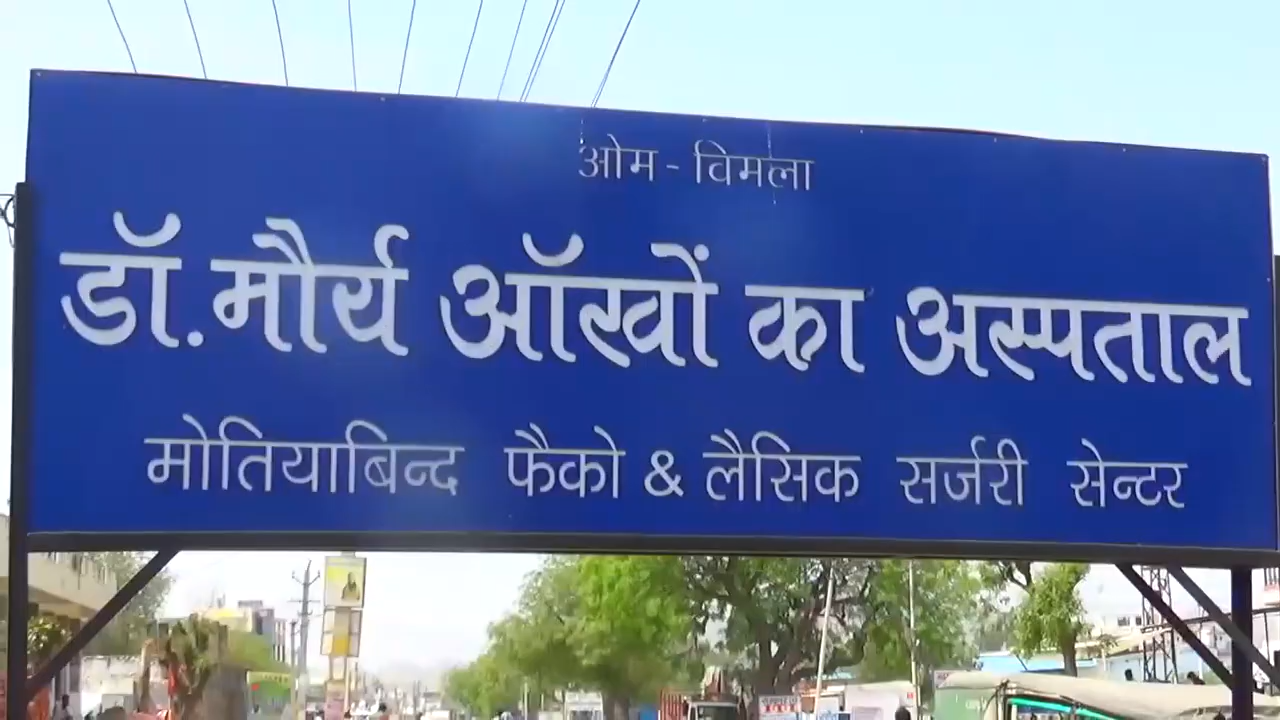 ओम - विमला
डॉ. मौर्य ऑखों का अस्पताल
मोतियाबिन्द फैको & लैसिक सर्जरी सेन्टर